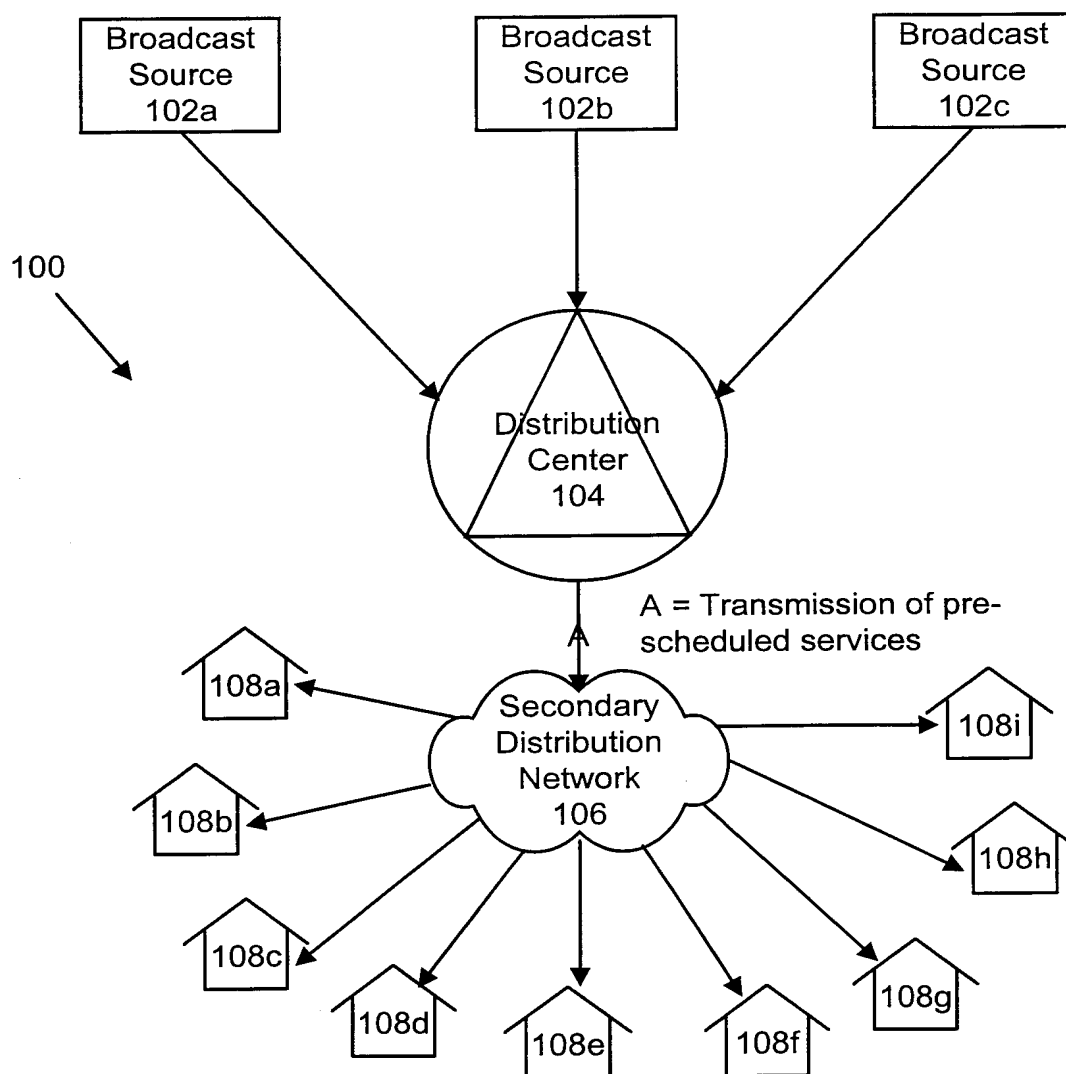 Broadcast
Source
102a
Broadcast
Source
102b
Broadcast
Source
102c
100
Distribution
Center
104
A
A = Transmission of pre-
scheduled services
Secondary
Distribution
Network
106
108a
108b
108c
108d
108e
108f
108g
108h
108i